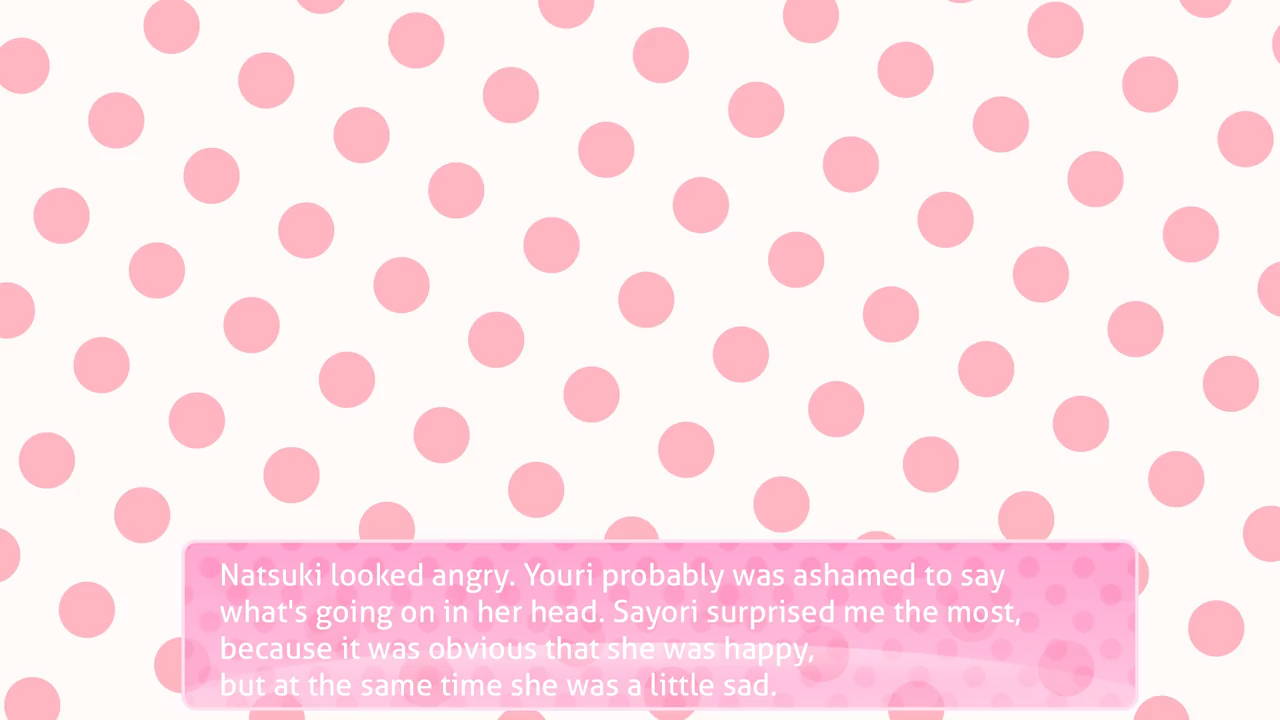 Natsuki looked angry. Youri probably was ashamed to say
what's going on in her head. Sayori surprised me the most,
because it was obvious that she was happy,
but at the same time she was a little sad.